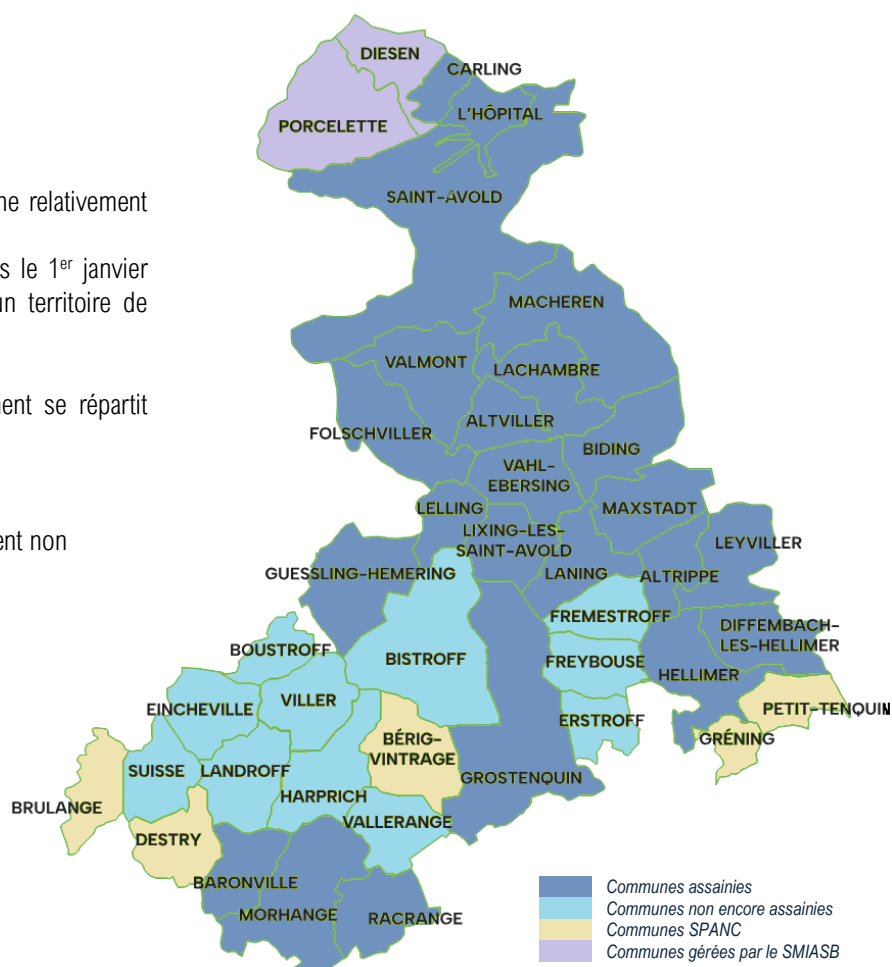 DIESEN
CARLING
L'HÔPITAL
PORCELETTE
ne relativement
SAINT-AVOLD
s le 1er janvier
un territoire de
MACHEREN
VALMONT
LACHAMBRE
nent se répartit
ALTVILLER
FOLSCHVILLER
BIDING
VAHL-
EBERSING
MAXSTADT
LELLING
LIXING-LES-
SAINT-AVOLD
LEYVILLER
ent non
GUESSLING-HEMERING
LANING
ALTRIPPE
FREMESTROFF
DIFFEMBACH-
LES-HELLIMER
BOUSTROFF
BISTROFF
FREYBOUSE
HELLIMER
VILLER
EINCHEVILLE
PETIT-TENQUIN
ERSTROFF
BÉRIG-
VINTRAGE
GRÉNING
SUISSE
LANDROFF
GROSTENQUIN
HARPRICH
BRULANGE
VALLERANGE
DESTRY
BARONVILLE
MORHANGE
RACRANGE
Communes assainies
Communes non encore assainies
Communes SPANC
Communes gérées par le SMIASB